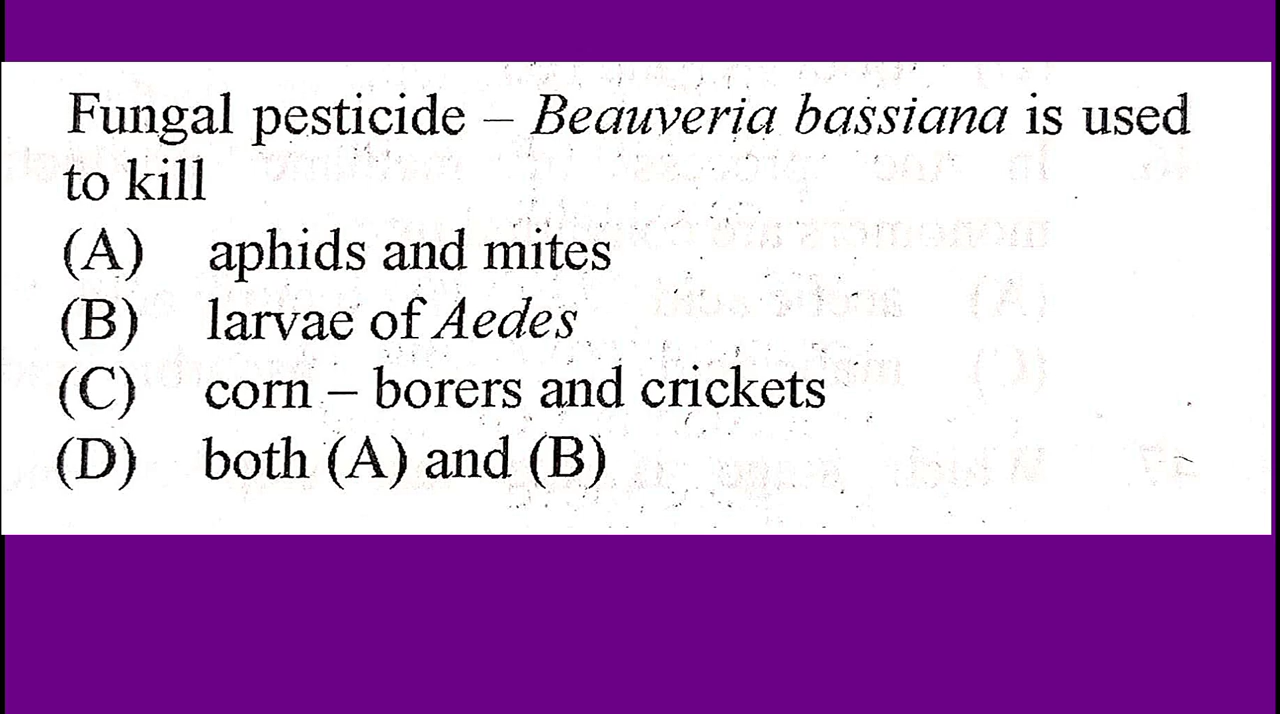 Fungal pesticide – Beauveria bassiana is used
to kill
(A) aphids and mites
(B) larvae of Aedes
(C) corn – borers and crickets
(D) both (A) and (B)